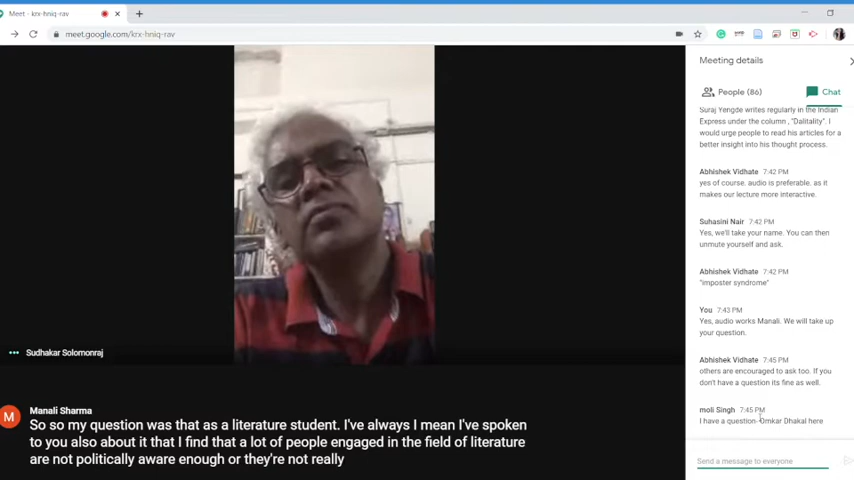 Meet - krx-hniq-rav
meet.google.com/krx-hniq-rav
Meeting details
People (86)
Chat
Suraj Yengde writes regularly in the Indian
Express under the column , "Dalitality". I
would urge people to read his articles for a
better insight into his thought process.
Abhishek Vidhate 7:42 PM
yes of course. audio is preferable. as it
makes our lecture more interactive.
Suhasini Nair 7:42 PM
Yes, we'll take your name. You can then
unmute yourself and ask.
Abhishek Vidhate 7:42 PM
"imposter syndrome"
You 7:43 PM
Yes, audio works Manali. We will take up
your question.
Abhishek Vidhate 7:45 PM
others are encouraged to ask too. If you
don't have a question its fine as well.
moli Singh 7:45 PM
I have a question- Omkar Dhakal here
Send a message to everyone
Sudhakar Solomonraj
M
Manali Sharma
So so my question was that as a literature student. I've always I mean I've spoken
to you also about it that I find that a lot of people engaged in the field of literature
are not politically aware enough or they're not really